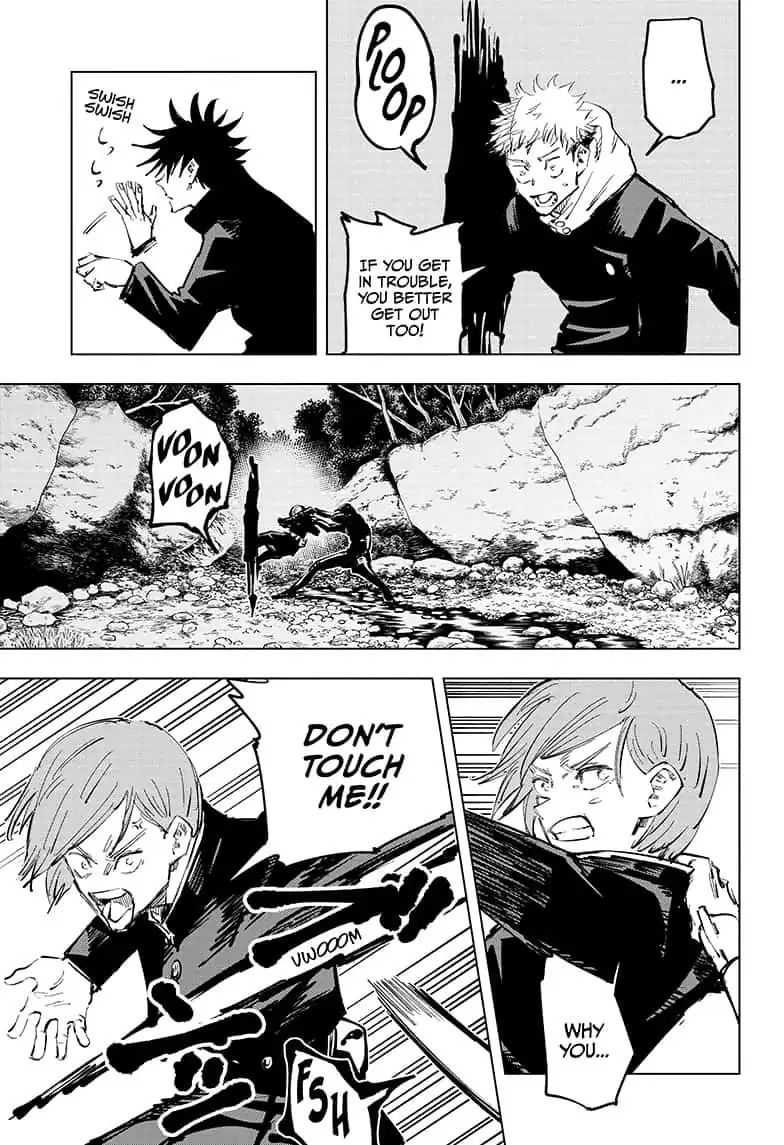 ...
PLOOP
IF YOU GET
IN TROUBLE,
YOU BETTER
GET OUT
TOO!
SWISH
SWISH
VOON
VOON
WHY
YOU...
DON'T
TOUCH
ME!!
VWOOOM
FSH